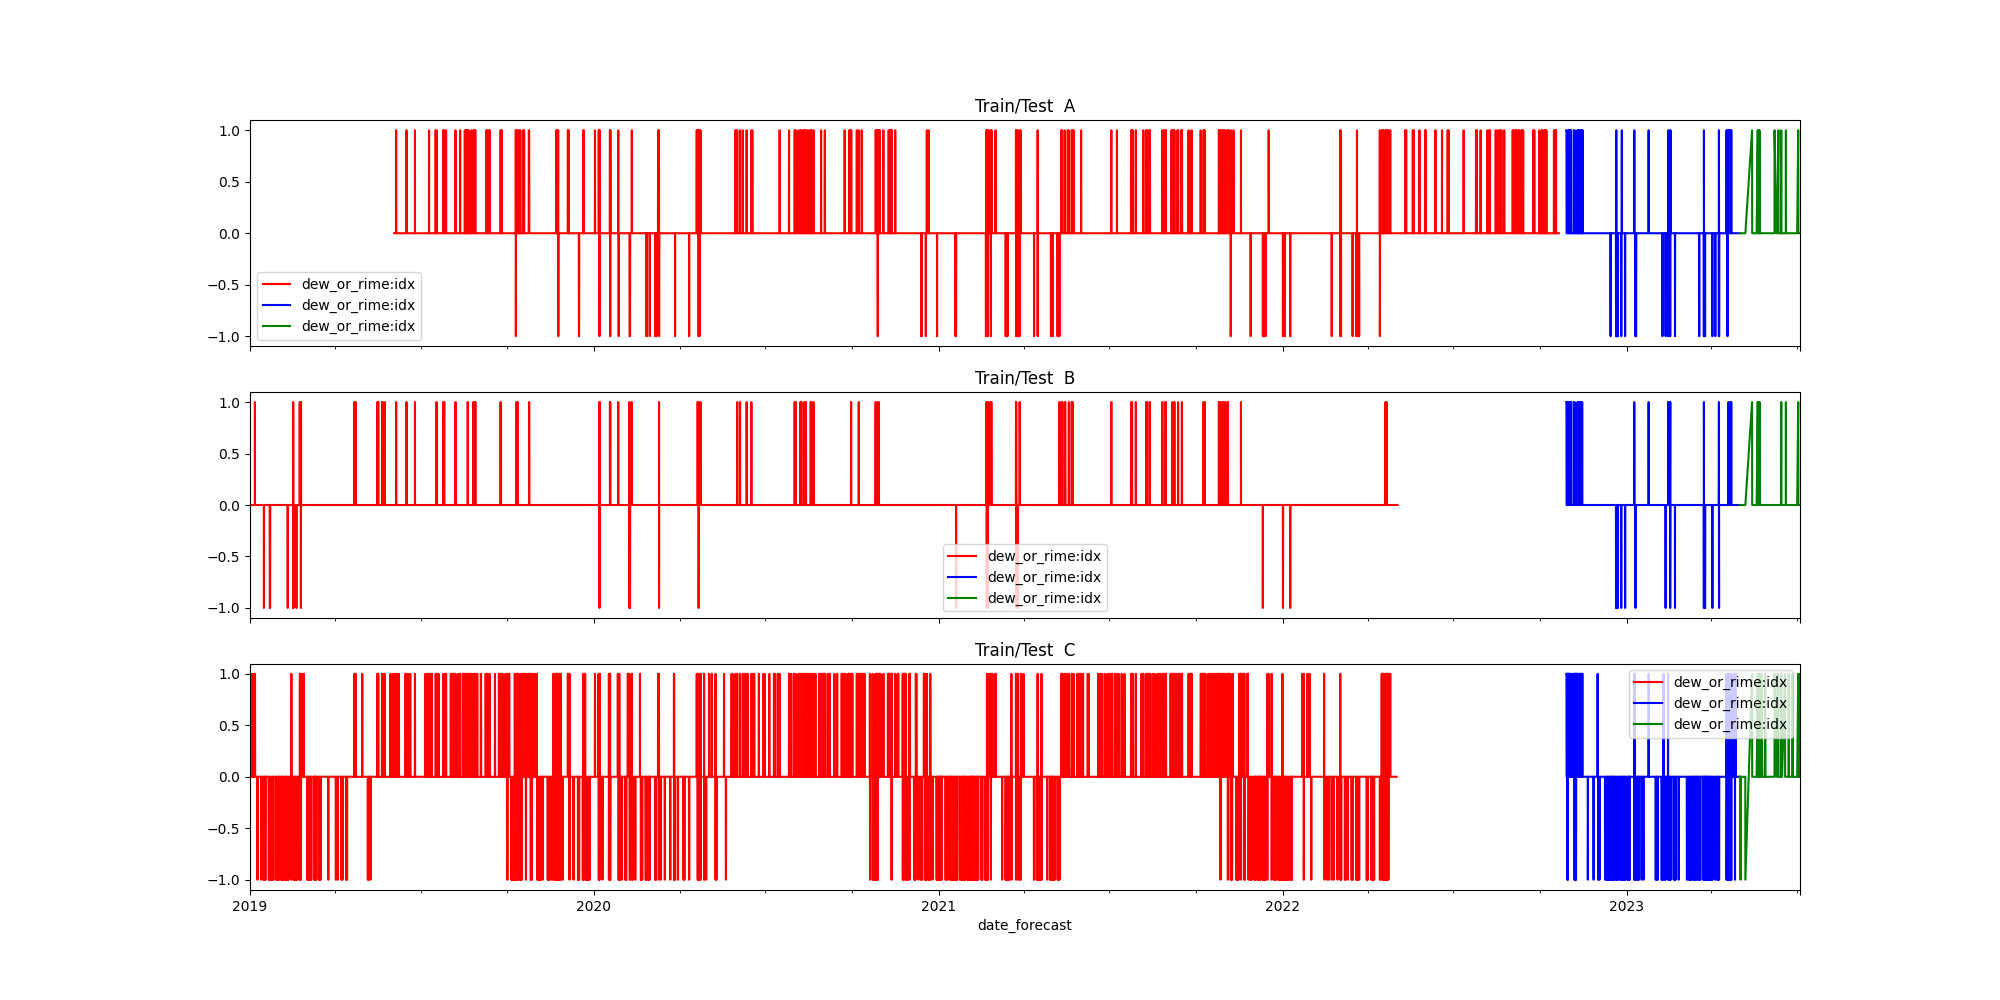 Train/Test  A
1.0
0.5
0.0
−0.5
−1.0
dew_or_rime:idx
dew_or_rime:idx
dew_or_rime:idx
Train/Test  B
1.0
0.5
0.0
−0.5
−1.0
dew_or_rime:idx
dew_or_rime:idx
dew_or_rime:idx
Train/Test  C
1.0
0.5
0.0
−0.5
−1.0
dew_or_rime:idx
dew_or_rime:idx
dew_or_rime:idx
2019 2020 2021 2022 2023
date_forecast